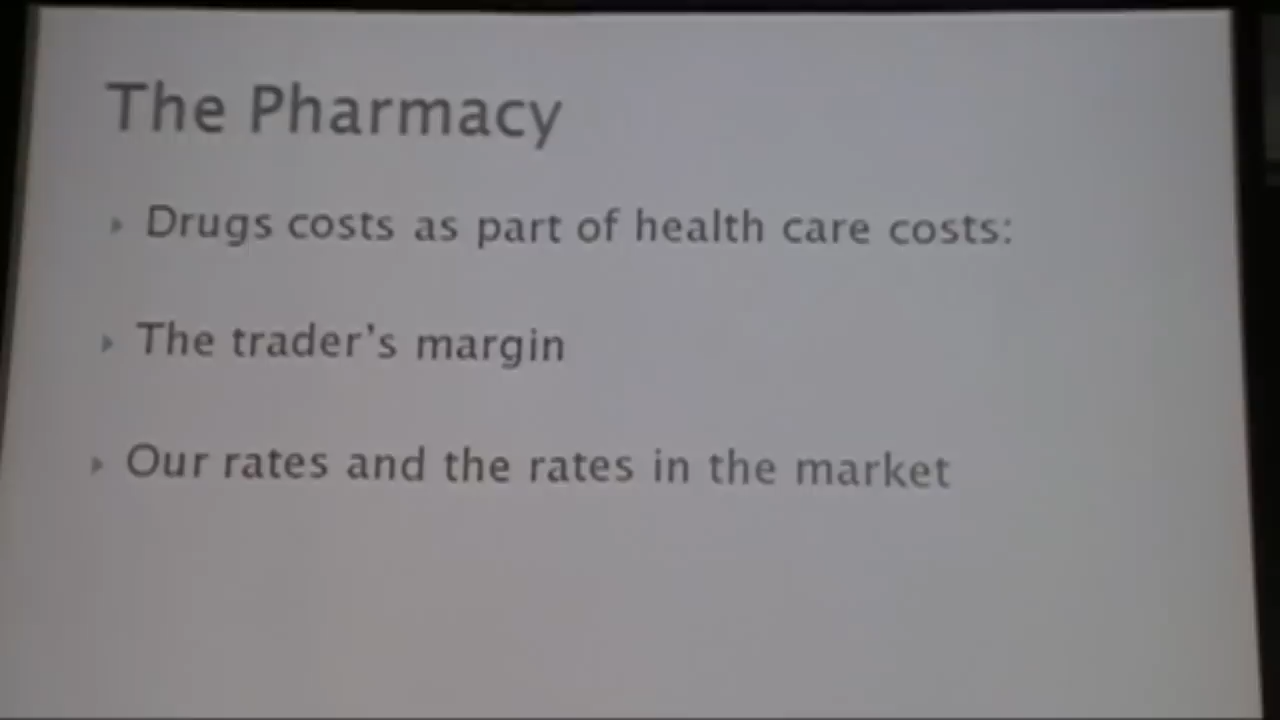 The Pharmacy
Drugs costs as part of health care costs:
The trader's margin
Our rates and the rates in the market